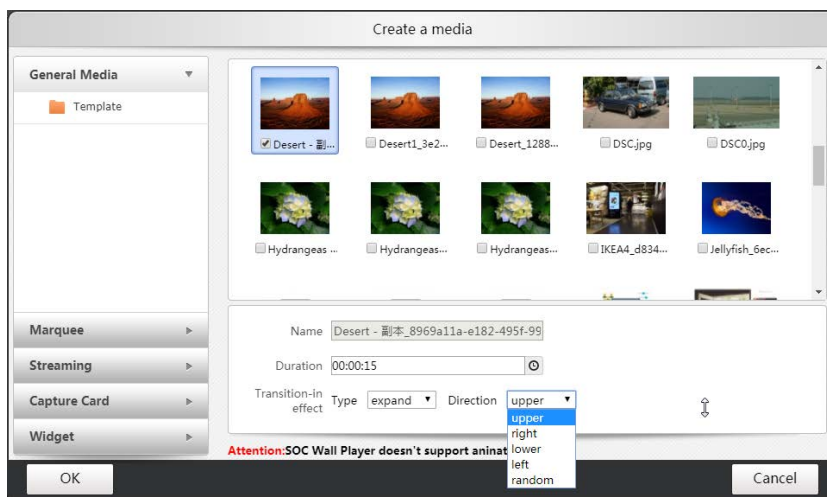 Create a media
General Media
Template
Desert - 副...
Desert1_3e2...
Desert_1288...
DSC.jpg
DSC0.jpg
Hydrangeas ...
Hydrangeas...
Hydrangeas...
IKEA4_d834...
Jellyfish_6ec...
Marquee
Streaming
Capture Card
Widget
Name Desert - 副本_8969a11a-e182-495f-99
Duration 00:00:15
Transition-in effect Type expand Direction upper
upper
right
lower
left
random
Attention:SOC Wall Player doesn't support aninat
OK
Cancel